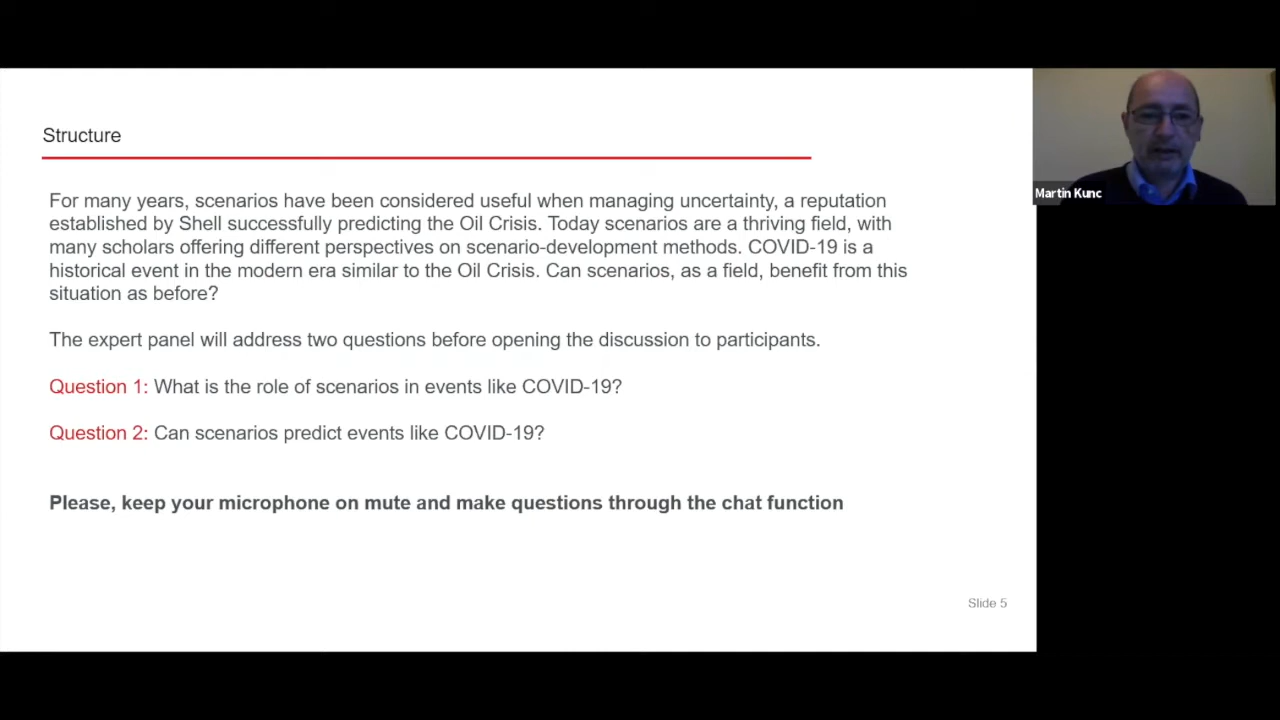 Structure
For many years, scenarios have been considered useful when managing uncertainty, a reputation
established by Shell successfully predicting the Oil Crisis. Today scenarios are a thriving field, with
many scholars offering different perspectives on scenario-development methods. COVID-19 is a
historical event in the modern era similar to the Oil Crisis. Can scenarios, as a field, benefit from this
situation as before?
The expert panel will address two questions before opening the discussion to participants.
Question 1: What is the role of scenarios in events like COVID-19?
Question 2: Can scenarios predict events like COVID-19?
Please, keep your microphone on mute and make questions through the chat function
Slide 5
Martin Kunc